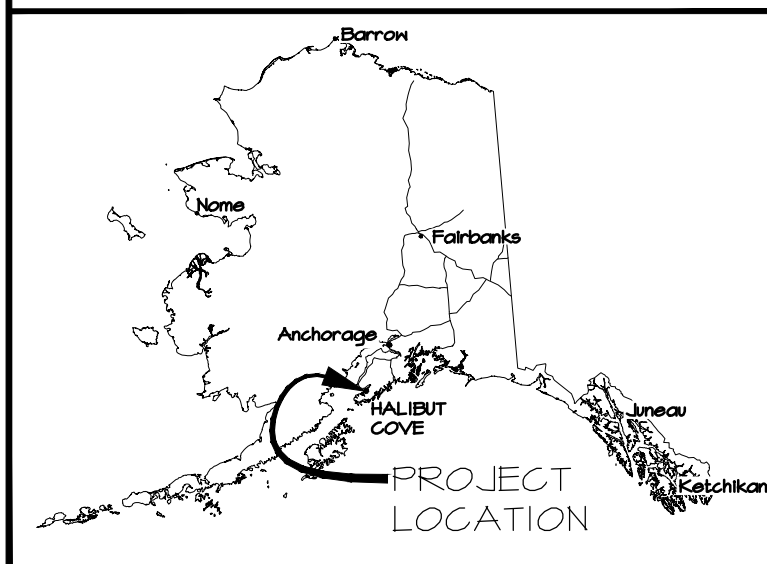 Barrow
Nome
Fairbanks
Anchorage
HALIBUT
COVE
Juneau
PROJECT
LOCATION
Ketchikan